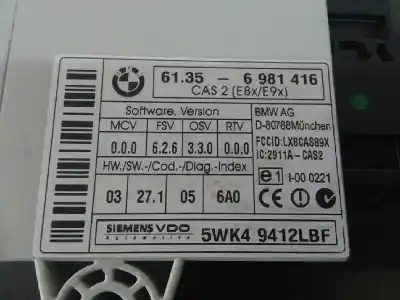 BMW
61.35 - 6 981 416
CAS 2 (E8x/E9x)
Software, Version
MCV FSV OSV RTV
0.0.0 6.2.6 3.3.0 0.0.0
HW./SW.-/Cod.-/Diag.-Index
03 27.1 05 6A0
BMW AG
D-80788München
FCCID:LX8CAS89X
IC:2911A-CAS2
e1 I-00 0221
CE
SIEMENS VDO
Automotive
5WK4 9412LBF